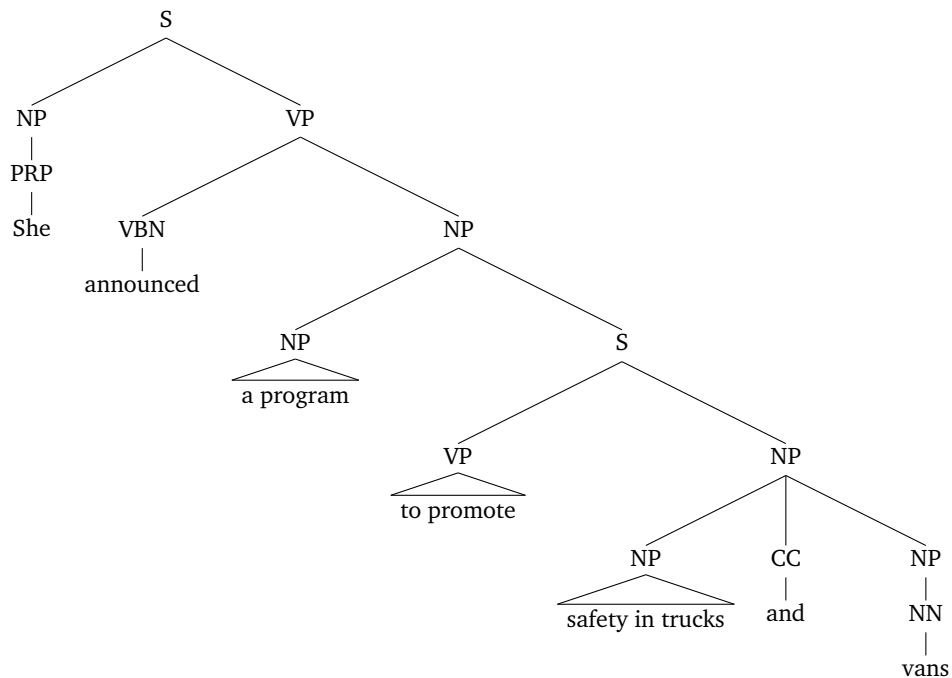 S
NP VP
PRP
She VBN NP
announced
NP S
a program
VP NP
to promote
NP CC NP
safety in trucks and NN
vans